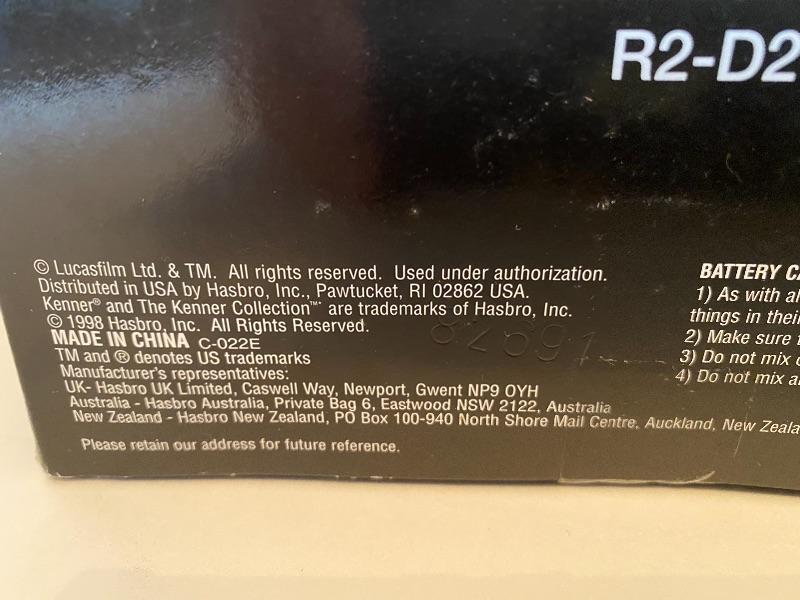 R2-D2
© Lucasfilm Ltd. & TM. All rights reserved. Used under authorization.
Distributed in USA by Hasbro, Inc., Pawtucket, RI 02862 USA.
Kenner® and The Kenner Collection™ are trademarks of Hasbro, Inc.
© 1998 Hasbro, Inc. All Rights Reserved.
MADE IN CHINA C-022E
TM and ® denotes US trademarks
Manufacturer's representatives:
UK- Hasbro UK Limited, Caswell Way, Newport, Gwent NP9 OYH
Australia - Hasbro Australia, Private Bag 6, Eastwood NSW 2122, Australia
New Zealand - Hasbro New Zealand, PO Box 100-940 North Shore Mail Centre, Auckland, New Zeala
Please retain our address for future reference.
BATTERY
1) As with
things in
2) Make sure
3) Do not mix
4) Do not mix